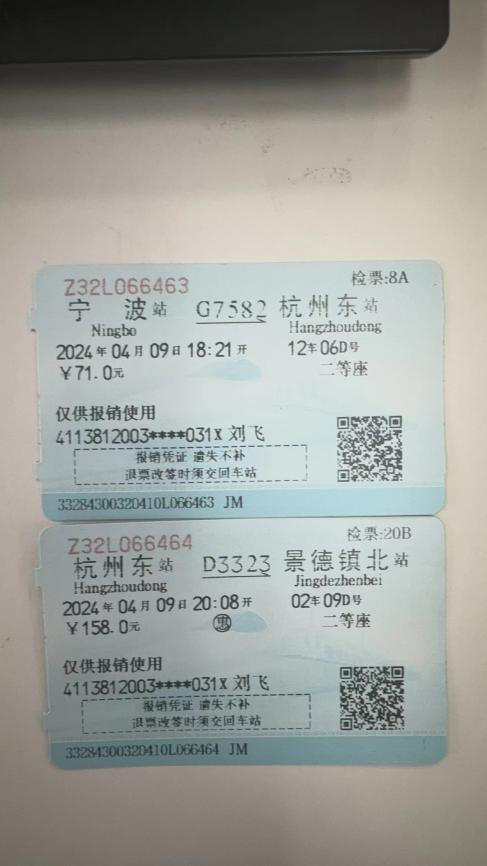 Z32L066463
检票:8A
宁 波站 G7582 杭州东站
Ningbo Hangzhoudong
2024年04月09日18:21开 12车06D号
￥71.0元 二等座
仅供报销使用
4113812003****031X 刘飞
报销凭证 遗失不补
退票改签时须交回车站
33284300320410L066463 JM
Z32L066464
检票:20B
杭州东站 D3323 景德镇北站
Hangzhoudong Jingdezhenbei
2024年04月09日20:08开 02车09D号
￥158.0元 惠 二等座
仅供报销使用
4113812003****031X 刘飞
报销凭证 遗失不补
退票改签时须交回车站
33284300320410L066464 JM